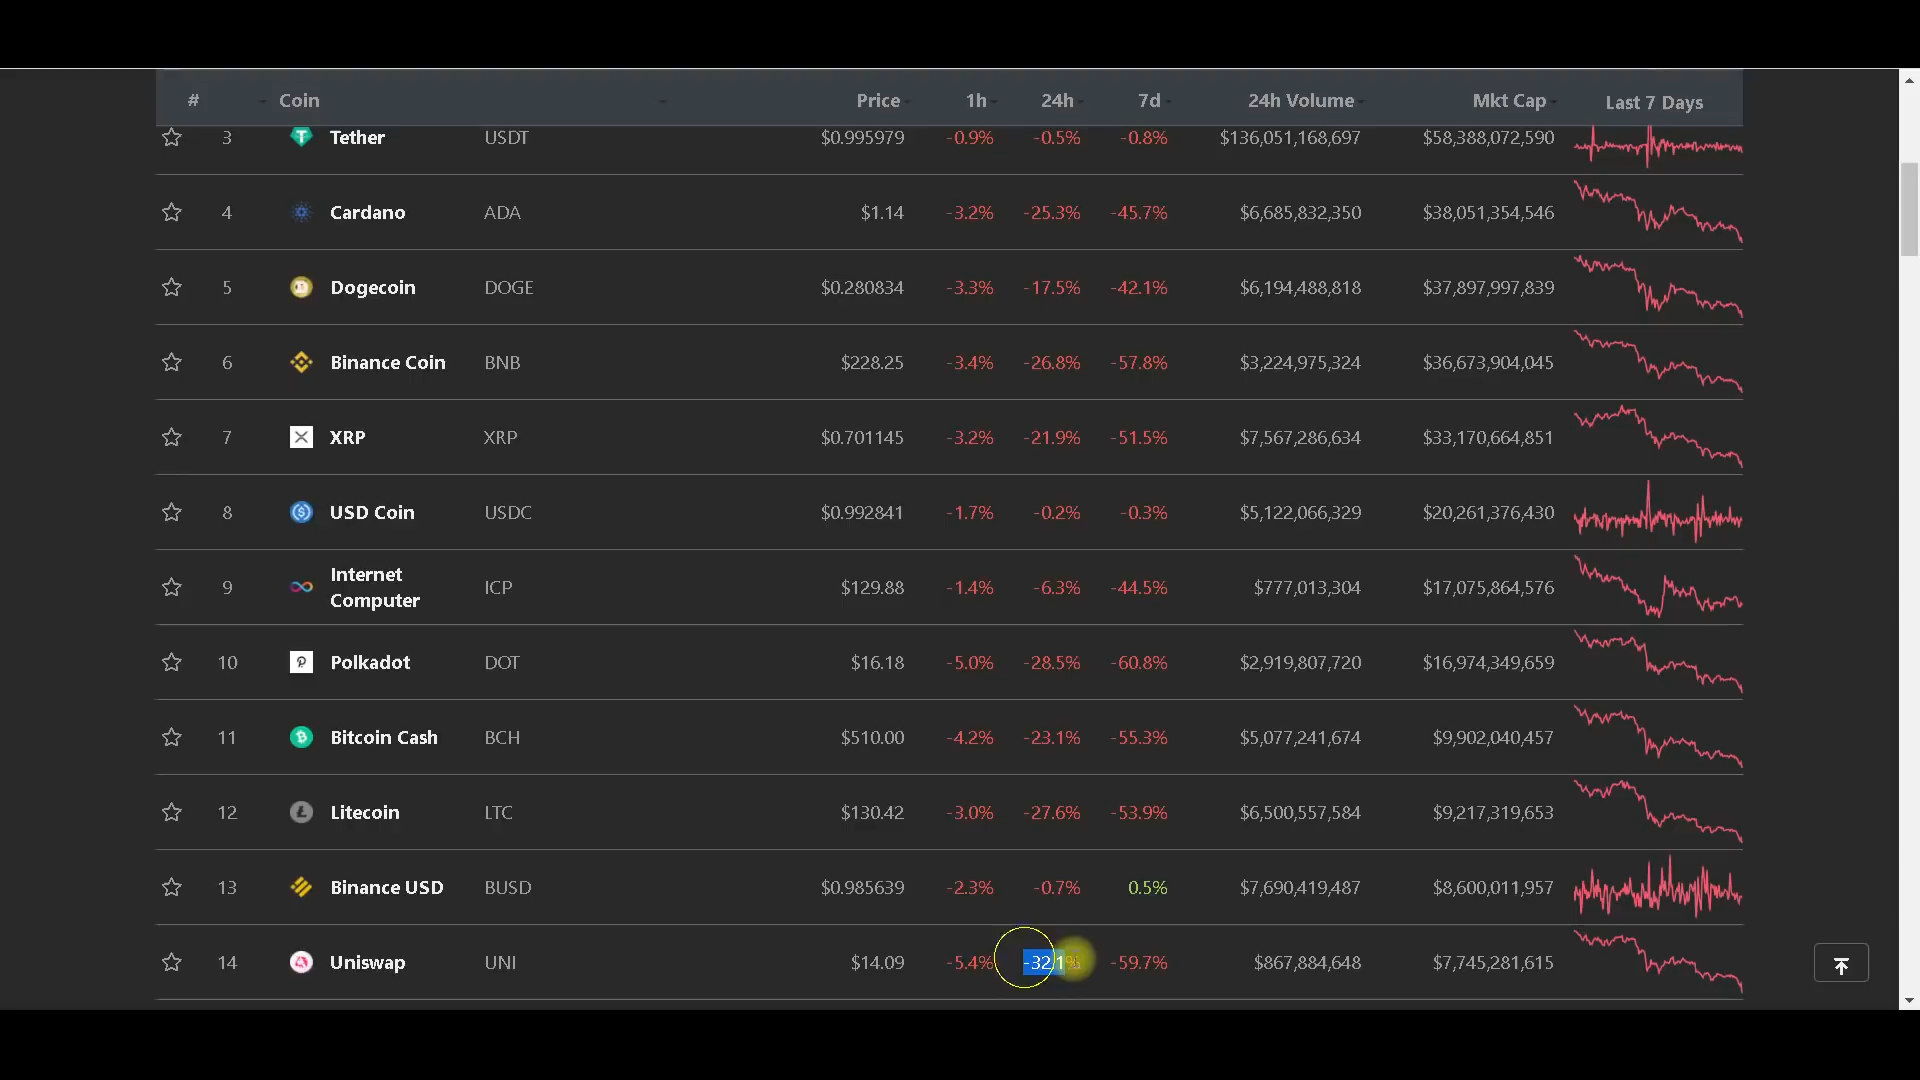 # Coin Price 1h 24h 7d 24h Volume Mkt Cap Last 7 Days
3 Tether USDT $0.995979 -0.9% -0.5% -0.8% $136,051,168,697 $58,388,072,590
4 Cardano ADA $1.14 -3.2% -25.3% -45.7% $6,685,832,350 $38,051,354,546
5 Dogecoin DOGE $0.280834 -3.3% -17.5% -42.1% $6,194,488,818 $37,897,997,839
6 Binance Coin BNB $228.25 -3.4% -26.8% -57.8% $3,224,975,324 $36,673,904,045
7 XRP XRP $0.701145 -3.2% -21.9% -51.5% $7,567,286,634 $33,170,664,851
8 USD Coin USDC $0.992841 -1.7% -0.2% -0.3% $5,122,066,329 $20,261,376,430
9 Internet Computer ICP $129.88 -1.4% -6.3% -44.5% $777,013,304 $17,075,864,576
10 Polkadot DOT $16.18 -5.0% -28.5% -60.8% $2,919,807,720 $16,974,349,659
11 Bitcoin Cash BCH $510.00 -4.2% -23.1% -55.3% $5,077,241,674 $9,902,040,457
12 Litecoin LTC $130.42 -3.0% -27.6% -53.9% $6,500,557,584 $9,217,319,653
13 Binance USD BUSD $0.985639 -2.3% -0.7% 0.5% $7,690,419,487 $8,600,011,957
14 Uniswap UNI $14.09 -5.4% -32.1% -59.7% $867,884,648 $7,745,281,615